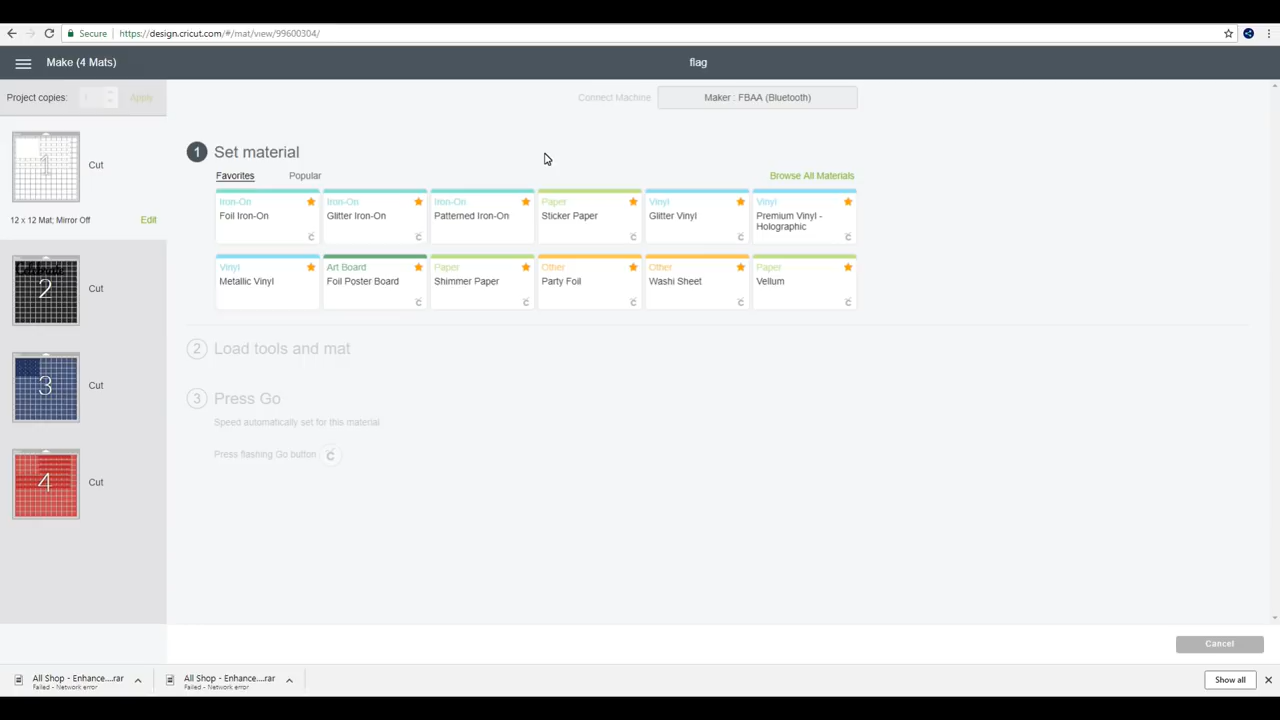 Secure
https://design.cricut.com/#/mat/view/99600304/
Make (4 Mats)
flag
Project copies:
1
Apply
Connect Machine
Maker : FBAA (Bluetooth)
1
Cut
12 x 12 Mat; Mirror Off
Edit
2
Cut
3
Cut
4
Cut
1 Set material
Favorites
Popular
Browse All Materials
Iron-On
Foil Iron-On
Iron-On
Glitter Iron-On
Iron-On
Patterned Iron-On
Paper
Sticker Paper
Vinyl
Glitter Vinyl
Vinyl
Premium Vinyl -
Holographic
Vinyl
Metallic Vinyl
Art Board
Foil Poster Board
Paper
Shimmer Paper
Other
Party Foil
Other
Washi Sheet
Paper
Vellum
2 Load tools and mat
3 Press Go
Speed automatically set for this material
Press flashing Go button
Cancel
All Shop - Enhance....rar
Failed - Network error
All Shop - Enhance....rar
Failed - Network error
Show all